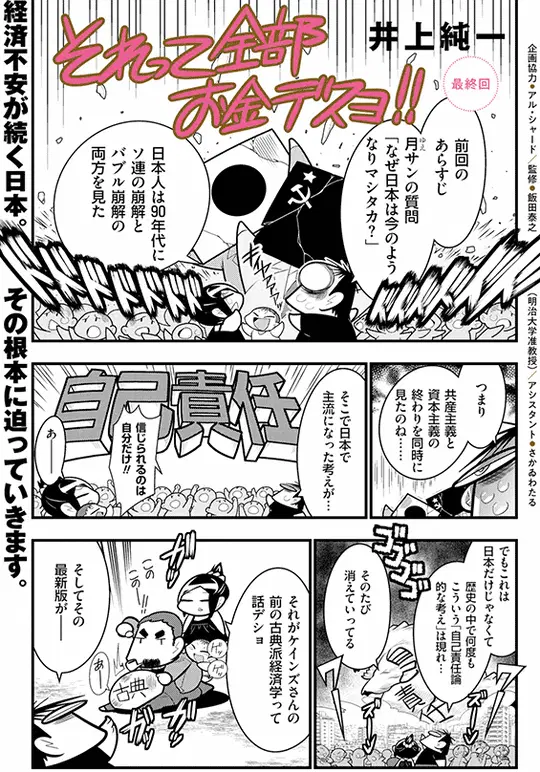 経済不安が続く日本。
その根本に迫っていきます。
それって全部
お金デスョ!!
井上純一
最終回
企画協力●アル・シャード/監修●飯田泰之
(明治大学准教授)/アシスタント●さかるわたる
前回の
あらすじ
月サンの質問
ゆえ
「なぜ日本は今のよう
なりマシタカ?」
日本人は90年代に
ソ連の崩解と
バブル崩解の
両方を見た
ドドドドドドド
ドドドドド
つまり
共産主義と
資本主義の
終わりを同時に
見たのね……
そこで日本で
主流になった考えが…
自己責任
信じられるのは
自分だけ!!
あ——
でもこれは
日本だけじゃなくて
歴史の中で何度も
こういう「自己責任論
的な考え」は現れ…
そのたび
消えていってる
ゴゴゴゴ
それがケインズさんの
前の古典派経済学って
話デショ
この
この
古典
そしてその
最新版が——